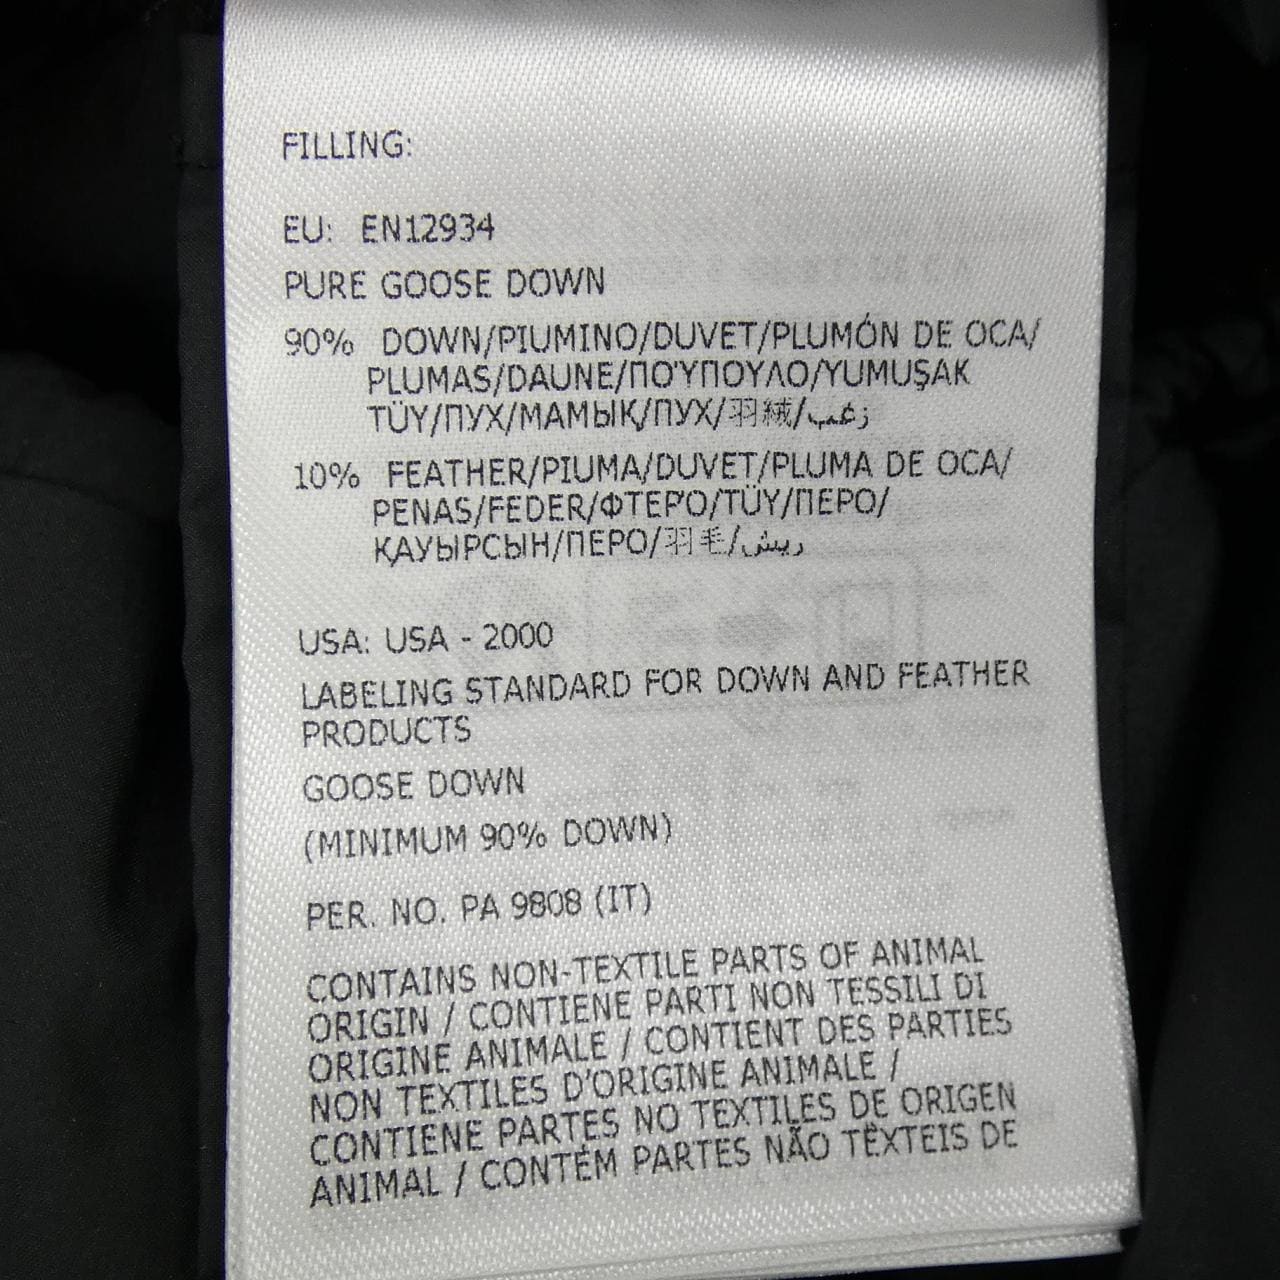 FILLING:
EU: EN12934
PURE GOOSE DOWN
90% DOWN/PIUMINO/DUVET/PLUMÓN DE OCA/
PLUMAS/DAUNE/ΠΟΎΠΟΥΛΟ/YUMUŞAK
TÜY/ПУХ/МАМЫҚ/ПУХ/羽絨/زغب
10% FEATHER/PIUMA/DUVET/PLUMA DE OCA/
PENAS/FEDER/ΦΤΕΡΌ/TÜY/ПЕРО/
ҚАУЫРСЫН/ПЕРО/羽毛/ريش
USA: USA - 2000
LABELING STANDARD FOR DOWN AND FEATHER
PRODUCTS
GOOSE DOWN
(MINIMUM 90% DOWN)
PER. NO. PA 9808 (IT)
CONTAINS NON-TEXTILE PARTS OF ANIMAL
ORIGIN / CONTIENE PARTI NON TESSILI DI
ORIGINE ANIMALE / CONTIENT DES PARTIES
NON TEXTILES D'ORIGINE ANIMALE /
CONTIENE PARTES NO TEXTILES DE ORIGEN
ANIMAL / CONTÉM PARTES NÃO TÊXTEIS DE